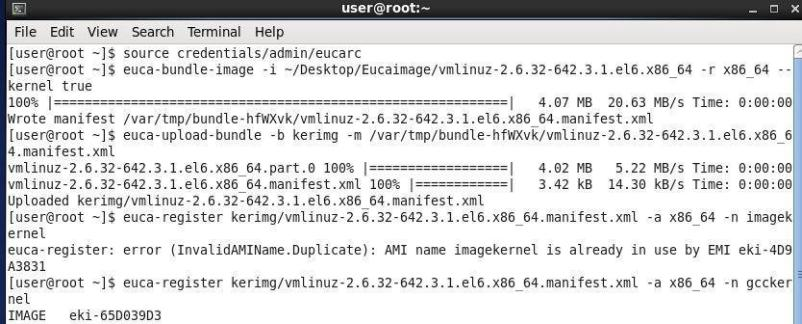 user@root:~
File Edit View Search Terminal Help
[user@root ~]$ source credentials/admin/eucarc
[user@root ~]$ euca-bundle-image -i ~/Desktop/Eucaimage/vmlinuz-2.6.32-642.3.1.el6.x86_64 -r x86_64 --
kernel true
100% |===========================================================| 4.07 MB 20.63 MB/s Time: 0:00:00
Wrote manifest /var/tmp/bundle-hfWXvk/vmlinuz-2.6.32-642.3.1.el6.x86_64.manifest.xml
[user@root ~]$ euca-upload-bundle -b kerimg -m /var/tmp/bundle-hfWXvk/vmlinuz-2.6.32-642.3.1.el6.x86_6
4.manifest.xml
vmlinuz-2.6.32-642.3.1.el6.x86_64.part.0 100% |==================| 4.02 MB 5.22 MB/s Time: 0:00:00
vmlinuz-2.6.32-642.3.1.el6.x86_64.manifest.xml 100% |============| 3.42 kB 14.30 kB/s Time: 0:00:00
Uploaded kerimg/vmlinuz-2.6.32-642.3.1.el6.x86_64.manifest.xml
[user@root ~]$ euca-register kerimg/vmlinuz-2.6.32-642.3.1.el6.x86_64.manifest.xml -a x86_64 -n imagek
ernel
euca-register: error (InvalidAMIName.Duplicate): AMI name imagekernel is already in use by EMI eki-4D9
A3831
[user@root ~]$ euca-register kerimg/vmlinuz-2.6.32-642.3.1.el6.x86_64.manifest.xml -a x86_64 -n gccker
nel
IMAGE eki-65D039D3